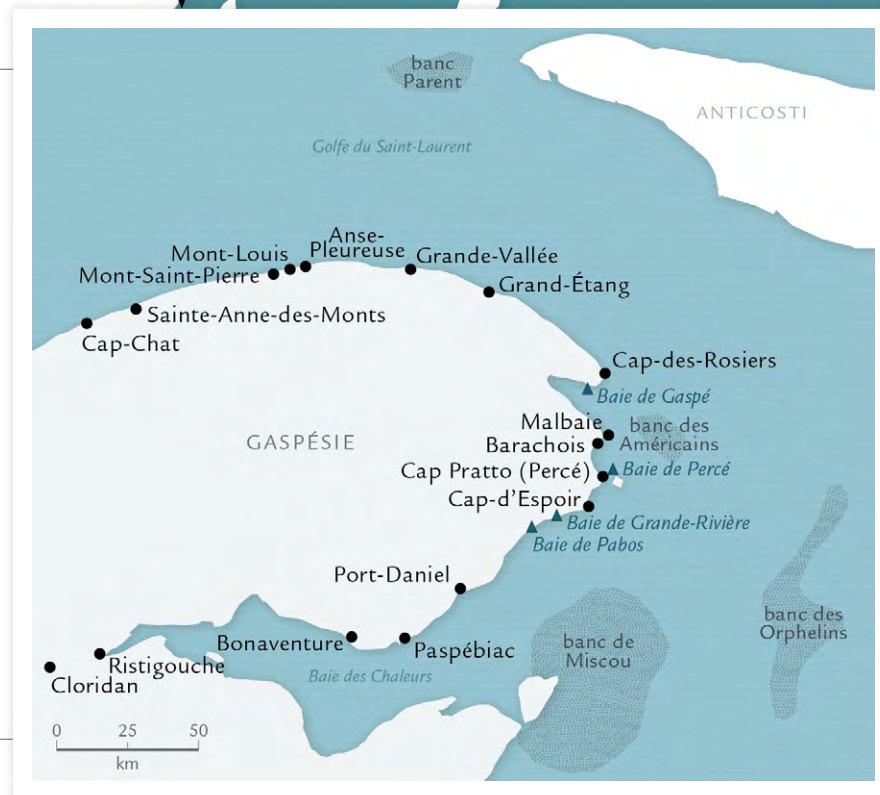 banc
Parent
ANTICOSTI
Golfe du Saint-Laurent
Anse-
Pleureuse
Mont-Louis
Grande-Vallée
Mont-Saint-Pierre
Grand-Étang
Sainte-Anne-des-Monts
Cap-Chat
Cap-des-Rosiers
Baie de Gaspé
Malbaie
banc des
Américains
GASPÉSIE
Barachois
Cap Pratto (Percé)
Baie de Percé
Cap-d'Espoir
Baie de Grande-Rivière
Baie de Pabos
Port-Daniel
banc des
Orphelins
Bonaventure
Paspébiac
banc de
Miscou
Ristigouche
Baie des Chaleurs
Cloridan
0 25 50
km